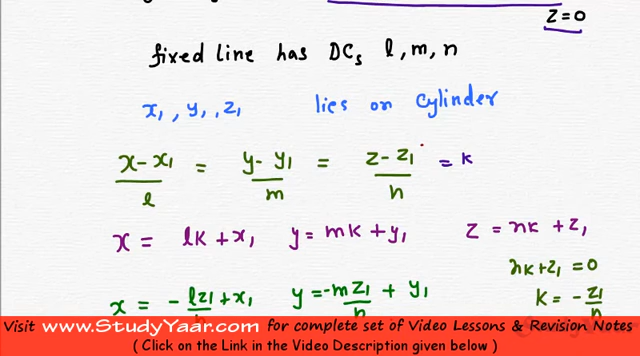 z=0
fixed line has DCs l, m, n
x₁, y₁, z₁ lies on cylinder
x-x₁/l = y-y₁/m = z-z₁/n = k
x = lk+x₁ y=mk+y₁ z = nk+z₁
nk+z₁=0
x = -lz₁/n+x₁ y=-mz₁/n + y₁ k=-z₁/n
Visit www.StudyYaar.com for complete set of Video Lessons & Revision Notes
( Click on the Link in the Video Description given below )